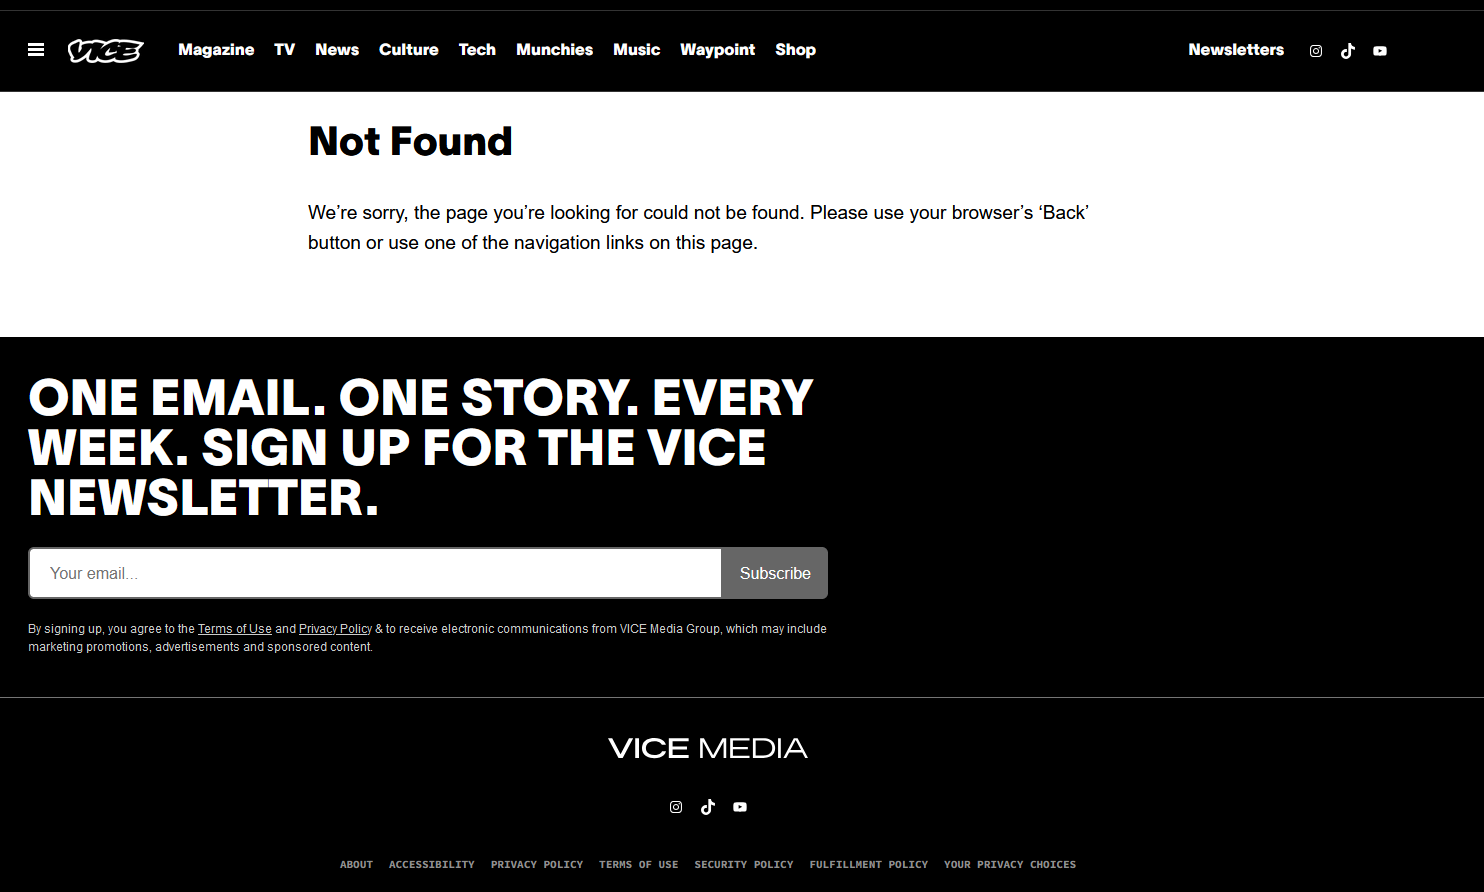 VICE
Magazine TV News Culture Tech Munchies Music Waypoint Shop
Newsletters
Not Found
We’re sorry, the page you’re looking for could not be found. Please use your browser’s ‘Back’
button or use one of the navigation links on this page.
ONE EMAIL. ONE STORY. EVERY
WEEK. SIGN UP FOR THE VICE
NEWSLETTER.
Your email...
Subscribe
By signing up, you agree to the Terms of Use and Privacy Policy & to receive electronic communications from VICE Media Group, which may include
marketing promotions, advertisements and sponsored content.
VICE MEDIA
ABOUT ACCESSIBILITY PRIVACY POLICY TERMS OF USE SECURITY POLICY FULFILLMENT POLICY YOUR PRIVACY CHOICES